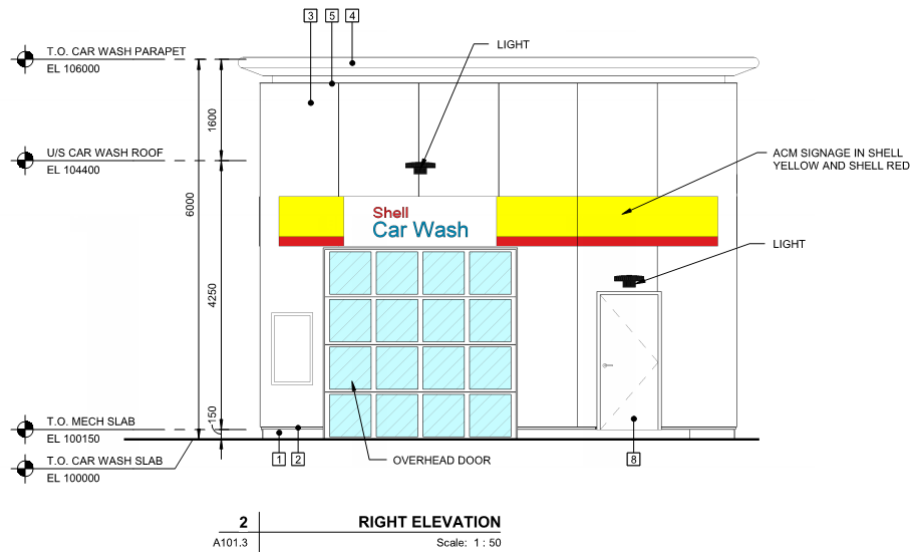 3
5
4
T.O. CAR WASH PARAPET
EL 106000
LIGHT
1600
U/S CAR WASH ROOF
EL 104400
ACM SIGNAGE IN SHELL
YELLOW AND SHELL RED
6000
Shell
Car Wash
LIGHT
4250
150
T.O. MECH SLAB
EL 100150
T.O. CAR WASH SLAB
EL 100000
1
2
OVERHEAD DOOR
8
2
RIGHT ELEVATION
A101.3
Scale: 1 : 50